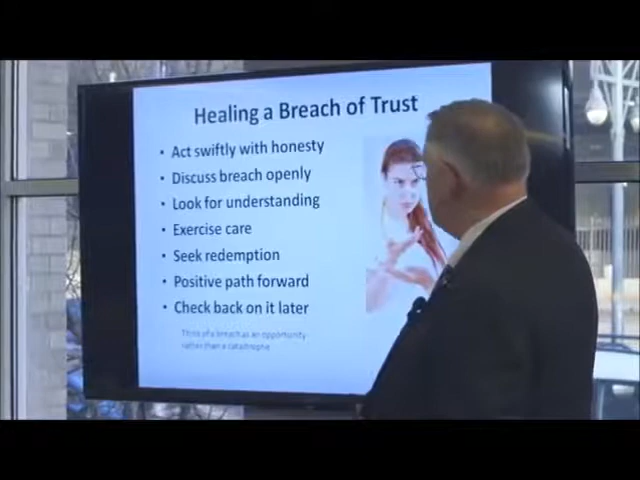 Healing a Breach of Trust
• Act swiftly with honesty
• Discuss breach openly
• Look for understanding
• Exercise care
• Seek redemption
• Positive path forward
• Check back on it later
Think of a breach as an opportunity
rather than a catastrophe